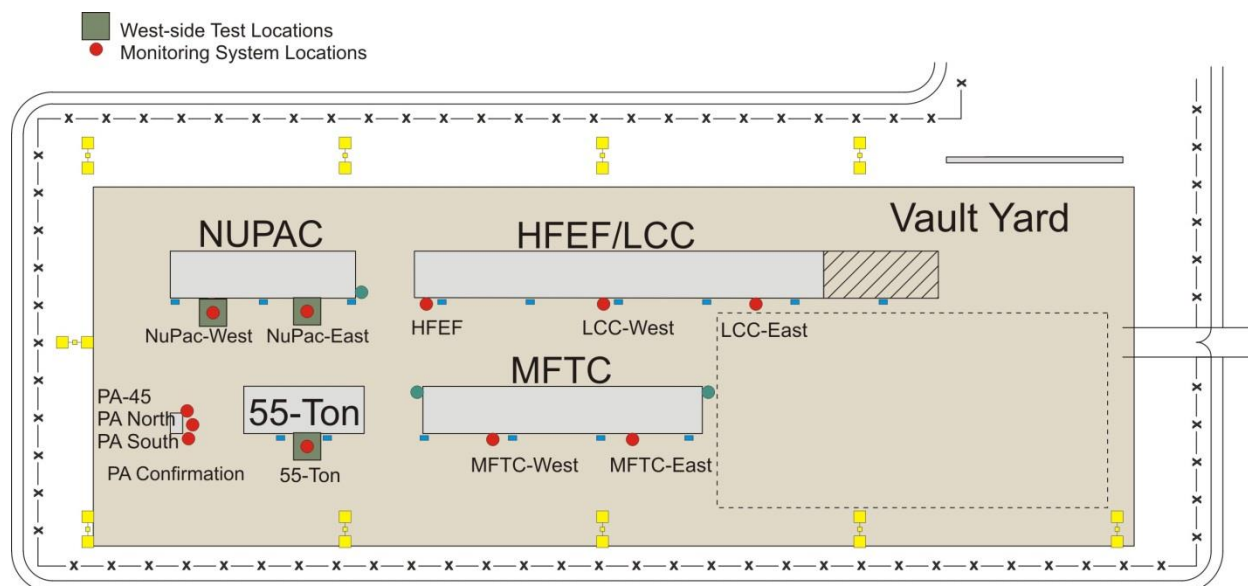 West-side Test Locations
Monitoring System Locations
Vault Yard
NUPAC
HFEF/LCC
NuPac-West
NuPac-East
HFEF
LCC-West
LCC-East
MFTC
PA-45
PA North
PA South
PA Confirmation
55-Ton
55-Ton
MFTC-West
MFTC-East